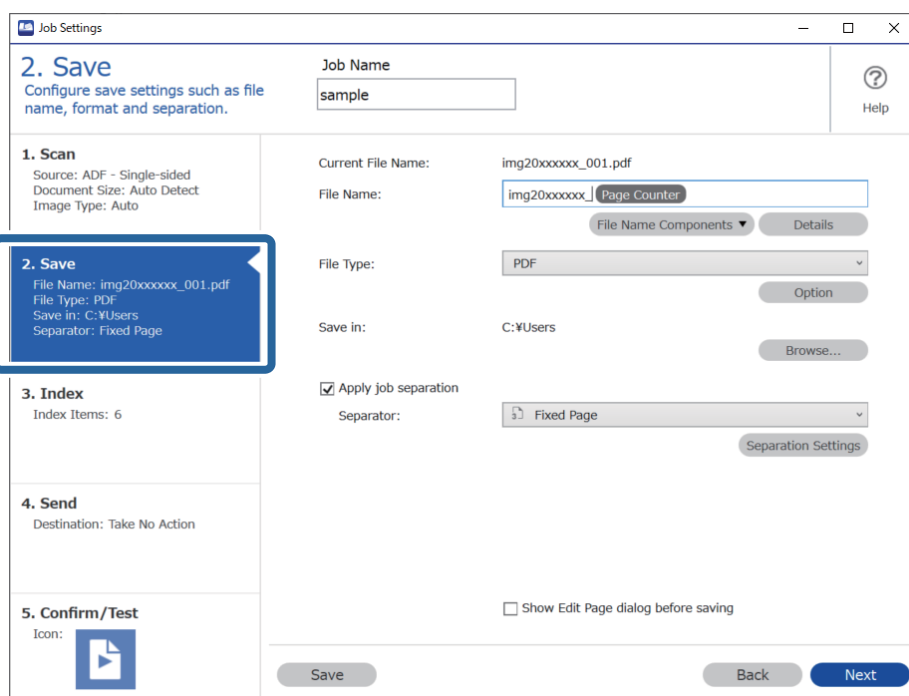 Job Settings
2. Save
Configure save settings such as file
name, format and separation.
Job Name
sample
Help
1. Scan
Source: ADF - Single-sided
Document Size: Auto Detect
Image Type: Auto
2. Save
File Name: img20xxxxxx_001.pdf
File Type: PDF
Save in: C:¥Users
Separator: Fixed Page
3. Index
Index Items: 6
4. Send
Destination: Take No Action
5. Confirm/Test
Icon:
Current File Name: img20xxxxxx_001.pdf
File Name: img20xxxxxx_ Page Counter
File Name Components ▼ Details
File Type: PDF
Option
Save in: C:¥Users
Browse...
Apply job separation
Separator: Fixed Page
Separation Settings
Show Edit Page dialog before saving
Save Back Next